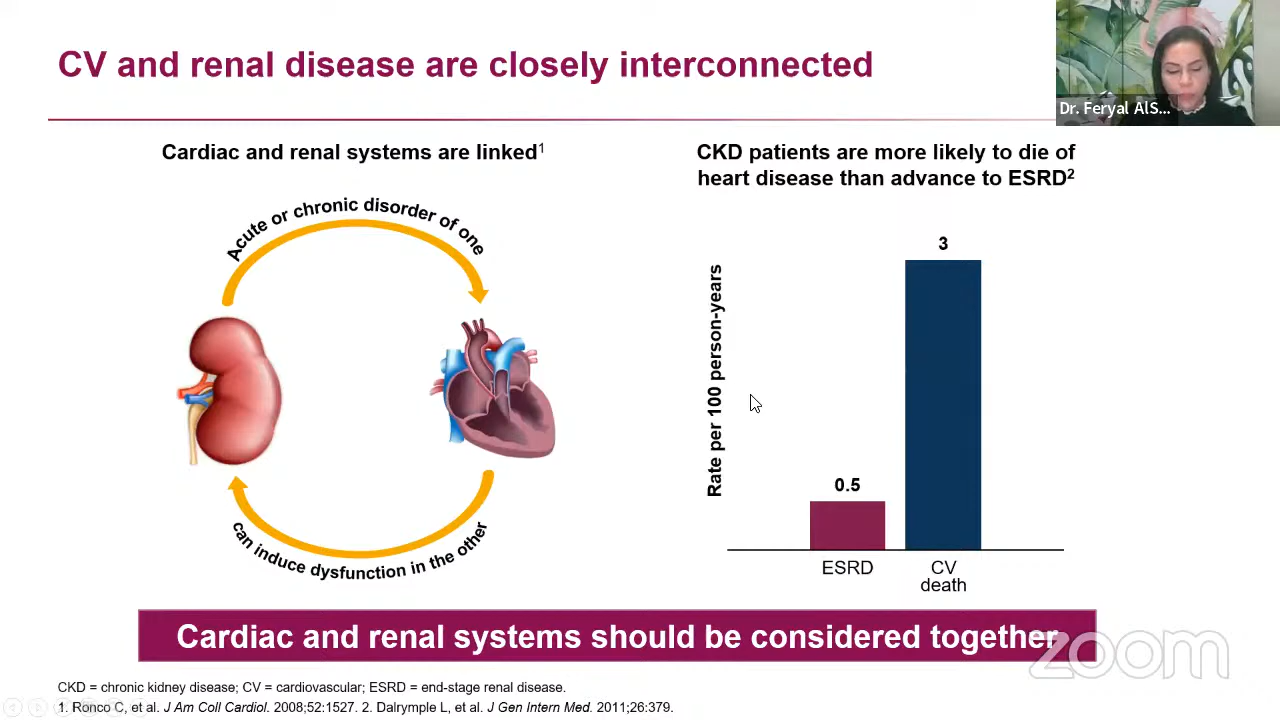 CV and renal disease are closely interconnected
Dr. Feryal AlS...
Cardiac and renal systems are linked1
Acute or chronic disorder of one
can induce dysfunction in the other
CKD patients are more likely to die of
heart disease than advance to ESRD2
Rate per 100 person-years
3
0.5
ESRD
CV
death
Cardiac and renal systems should be considered together
zoom
CKD = chronic kidney disease; CV = cardiovascular; ESRD = end-stage renal disease.
1. Ronco C, et al. J Am Coll Cardiol. 2008;52:1527. 2. Dalrymple L, et al. J Gen Intern Med. 2011;26:379.